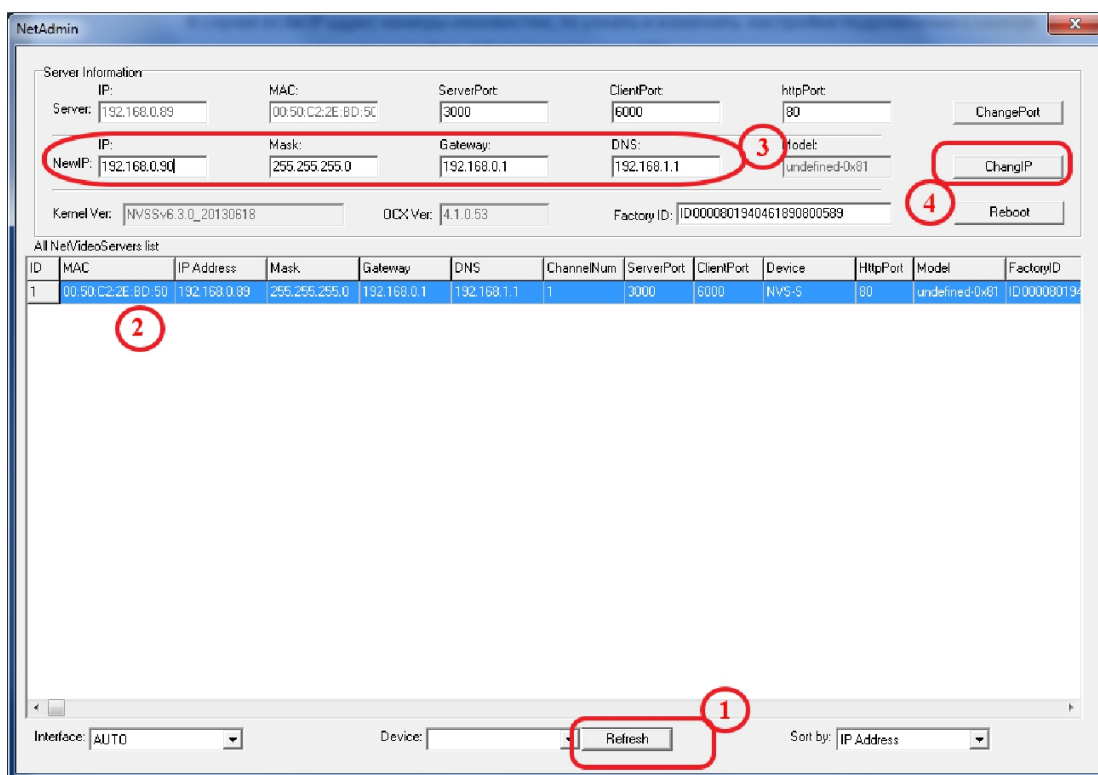 NetAdmin
x
Server Information
IP: MAC: ServerPort: ClientPort: httpPort:
Server: 192.168.0.89 00:50:C2:2E:BD:50 3000 6000 80 ChangePort
IP: Mask: Gateway: DNS: 3 Model:
NewIP: 192.168.0.90 255.255.255.0 192.168.0.1 192.168.1.1 undefined-0x81 ChangIP
4
Kernel Ver: NVSSv6.3.0_20130618 OCX Ver: 4.1.0.53 Factory ID: ID0000801940461890800589 Reboot
All NetVideoServers list
ID MAC IP Address Mask Gateway DNS ChannelNum ServerPort ClientPort Device HttpPort Model FactoryID
1 00:50:C2:2E:BD:50 192.168.0.89 255.255.255.0 192.168.0.1 192.168.1.1 1 3000 6000 NVS-S 80 undefined-0x81 ID000080194
2
1
Interface: AUTO Device: Refresh Sort by: IP Address